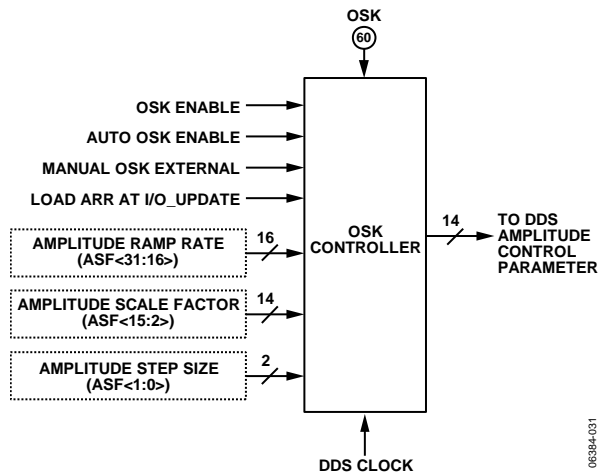 OSK
60
OSK ENABLE
AUTO OSK ENABLE
MANUAL OSK EXTERNAL
LOAD ARR AT I/O_UPDATE
AMPLITUDE RAMP RATE
(ASF<31:16>)
16
AMPLITUDE SCALE FACTOR
(ASF<15:2>)
14
AMPLITUDE STEP SIZE
(ASF<1:0>)
2
OSK
CONTROLLER
14
TO DDS
AMPLITUDE
CONTROL
PARAMETER
DDS CLOCK
06384-031